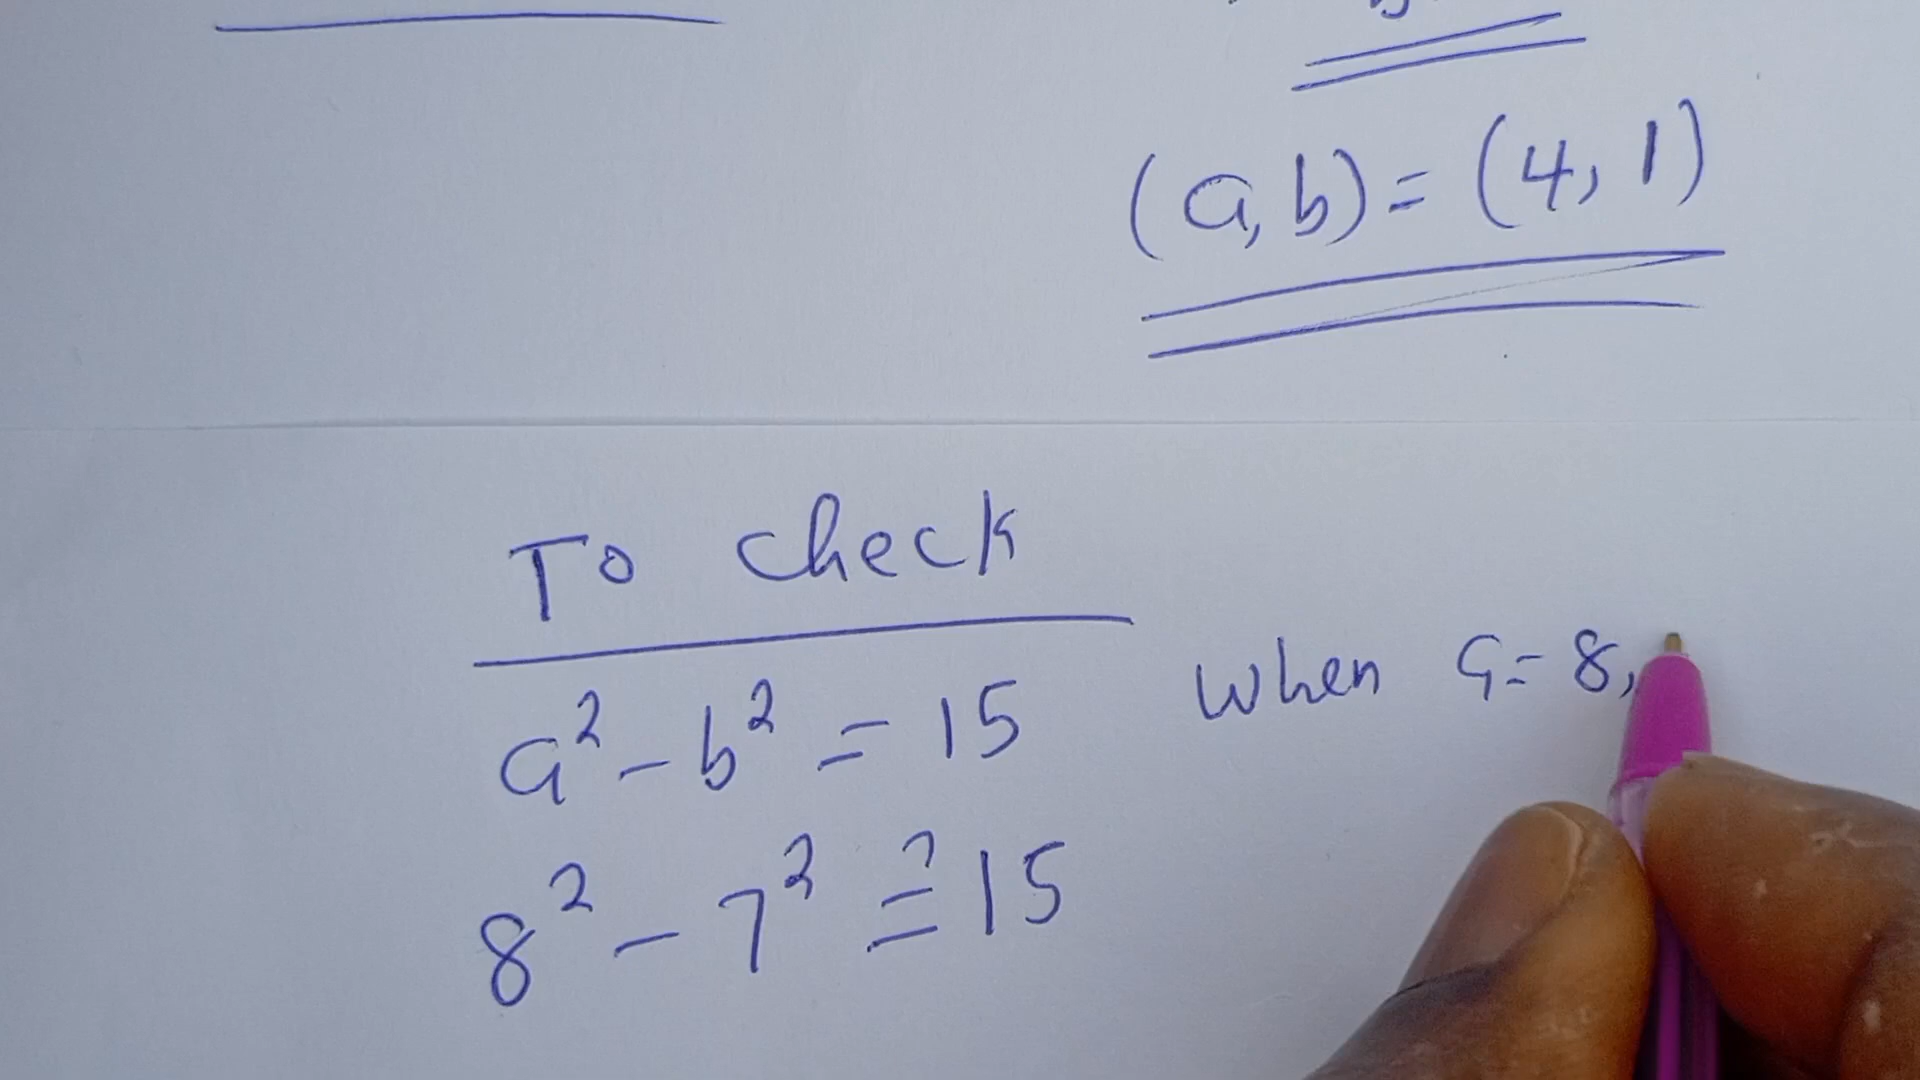 (a,b)=(4,1)
To check
a²-b²=15 when a=8,
8²-7²≟15